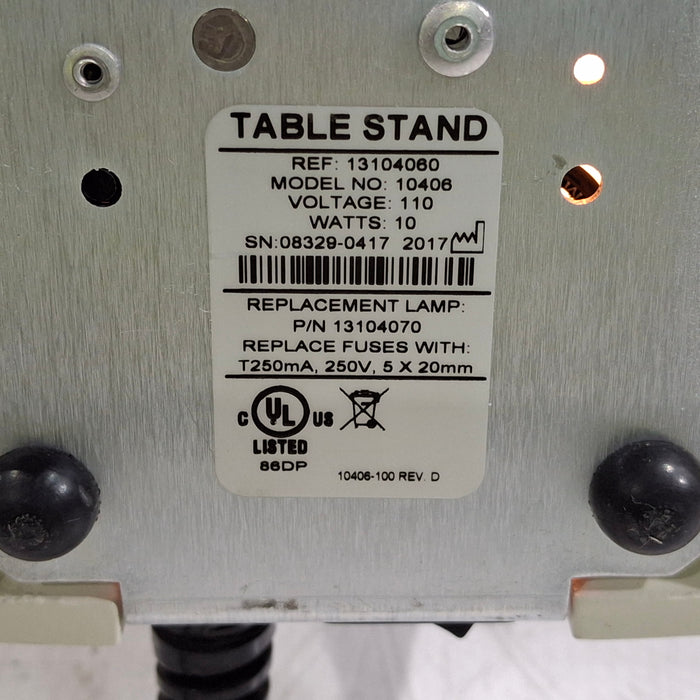 TABLE STAND
REF: 13104060
MODEL NO: 10406
VOLTAGE: 110
WATTS: 10
SN:08329-0417 2017
REPLACEMENT LAMP:
P/N 13104070
REPLACE FUSES WITH:
T250mA, 250V, 5 X 20mm
C UL US
LISTED
86DP
10406-100 REV. D